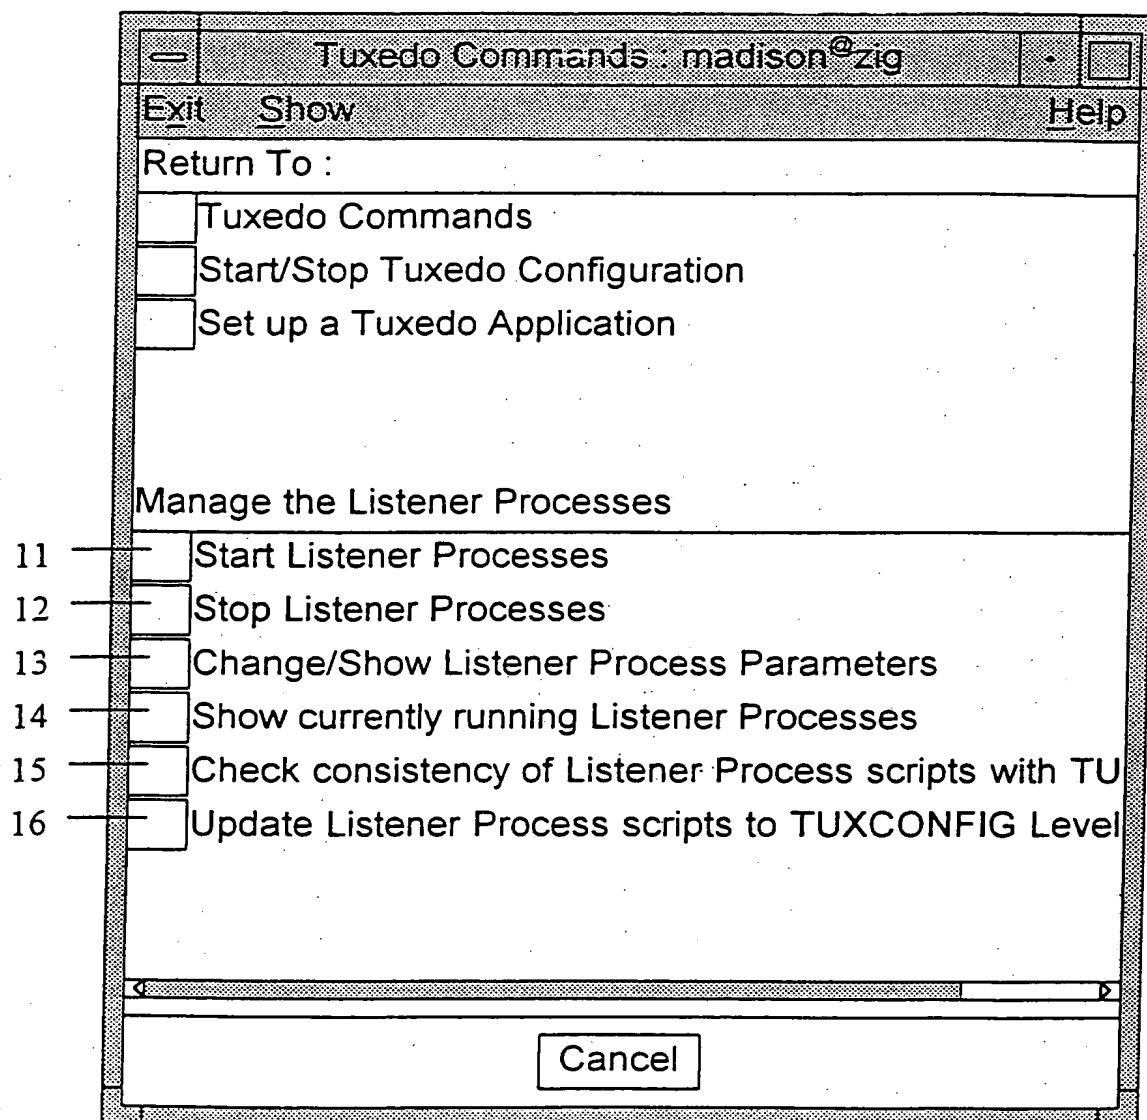 Tuxedo Commands : madison@zig
Exit Show Help
Return To :
Tuxedo Commands
Start/Stop Tuxedo Configuration
Set up a Tuxedo Application
Manage the Listener Processes
11 Start Listener Processes
12 Stop Listener Processes
13 Change/Show Listener Process Parameters
14 Show currently running Listener Processes
15 Check consistency of Listener Process scripts with TU
16 Update Listener Process scripts to TUXCONFIG Level
Cancel